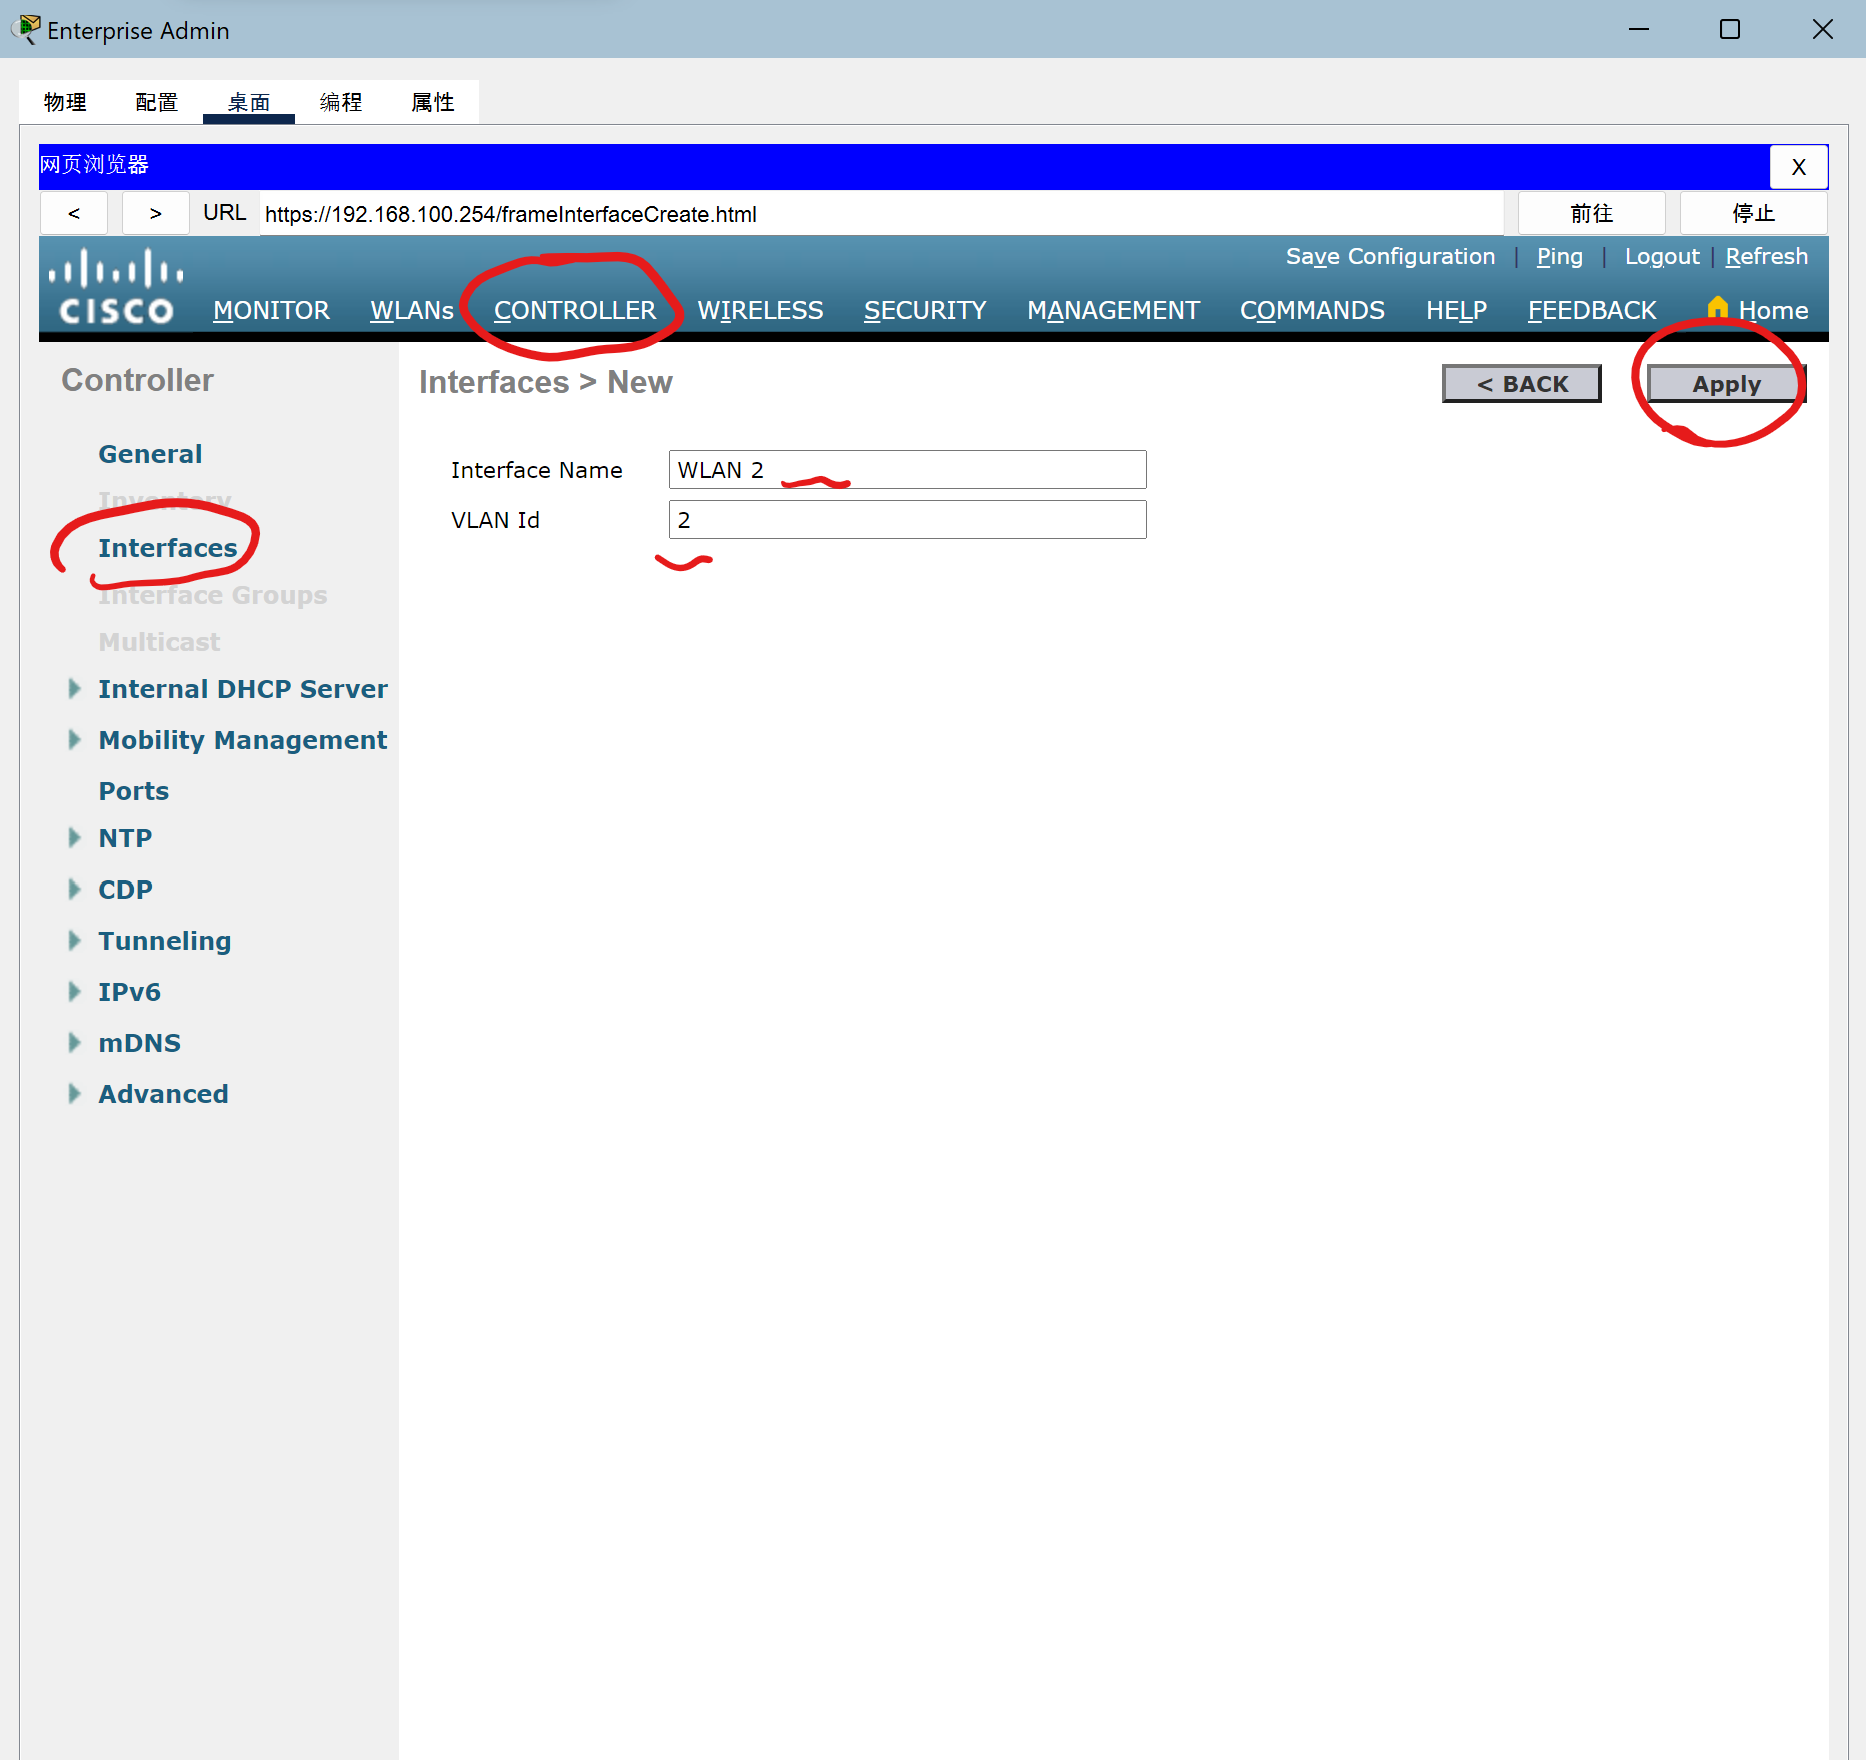 Enterprise Admin
物理 配置 桌面 编程 属性
网页浏览器 X
< > URL https://192.168.100.254/frameInterfaceCreate.html 前往 停止
Save Configuration | Ping | Logout | Refresh
CISCO MONITOR WLANs CONTROLLER WIRELESS SECURITY MANAGEMENT COMMANDS HELP FEEDBACK Home
Controller
General
Inventory
Interfaces
Interface Groups
Multicast
Internal DHCP Server
Mobility Management
Ports
NTP
CDP
Tunneling
IPv6
mDNS
Advanced
Interfaces > New < BACK Apply
Interface Name WLAN 2
VLAN Id 2